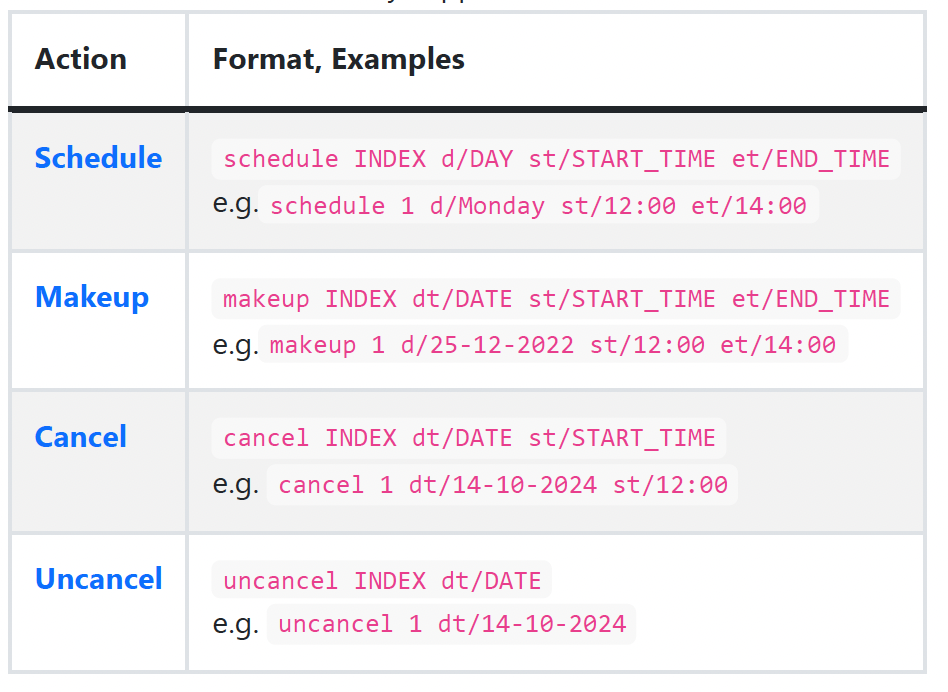 Action Format, Examples
Schedule schedule INDEX d/DAY st/START_TIME et/END_TIME
e.g. schedule 1 d/Monday st/12:00 et/14:00
Makeup makeup INDEX dt/DATE st/START_TIME et/END_TIME
e.g. makeup 1 d/25-12-2022 st/12:00 et/14:00
Cancel cancel INDEX dt/DATE st/START_TIME
e.g. cancel 1 dt/14-10-2024 st/12:00
Uncancel uncancel INDEX dt/DATE
e.g. uncancel 1 dt/14-10-2024